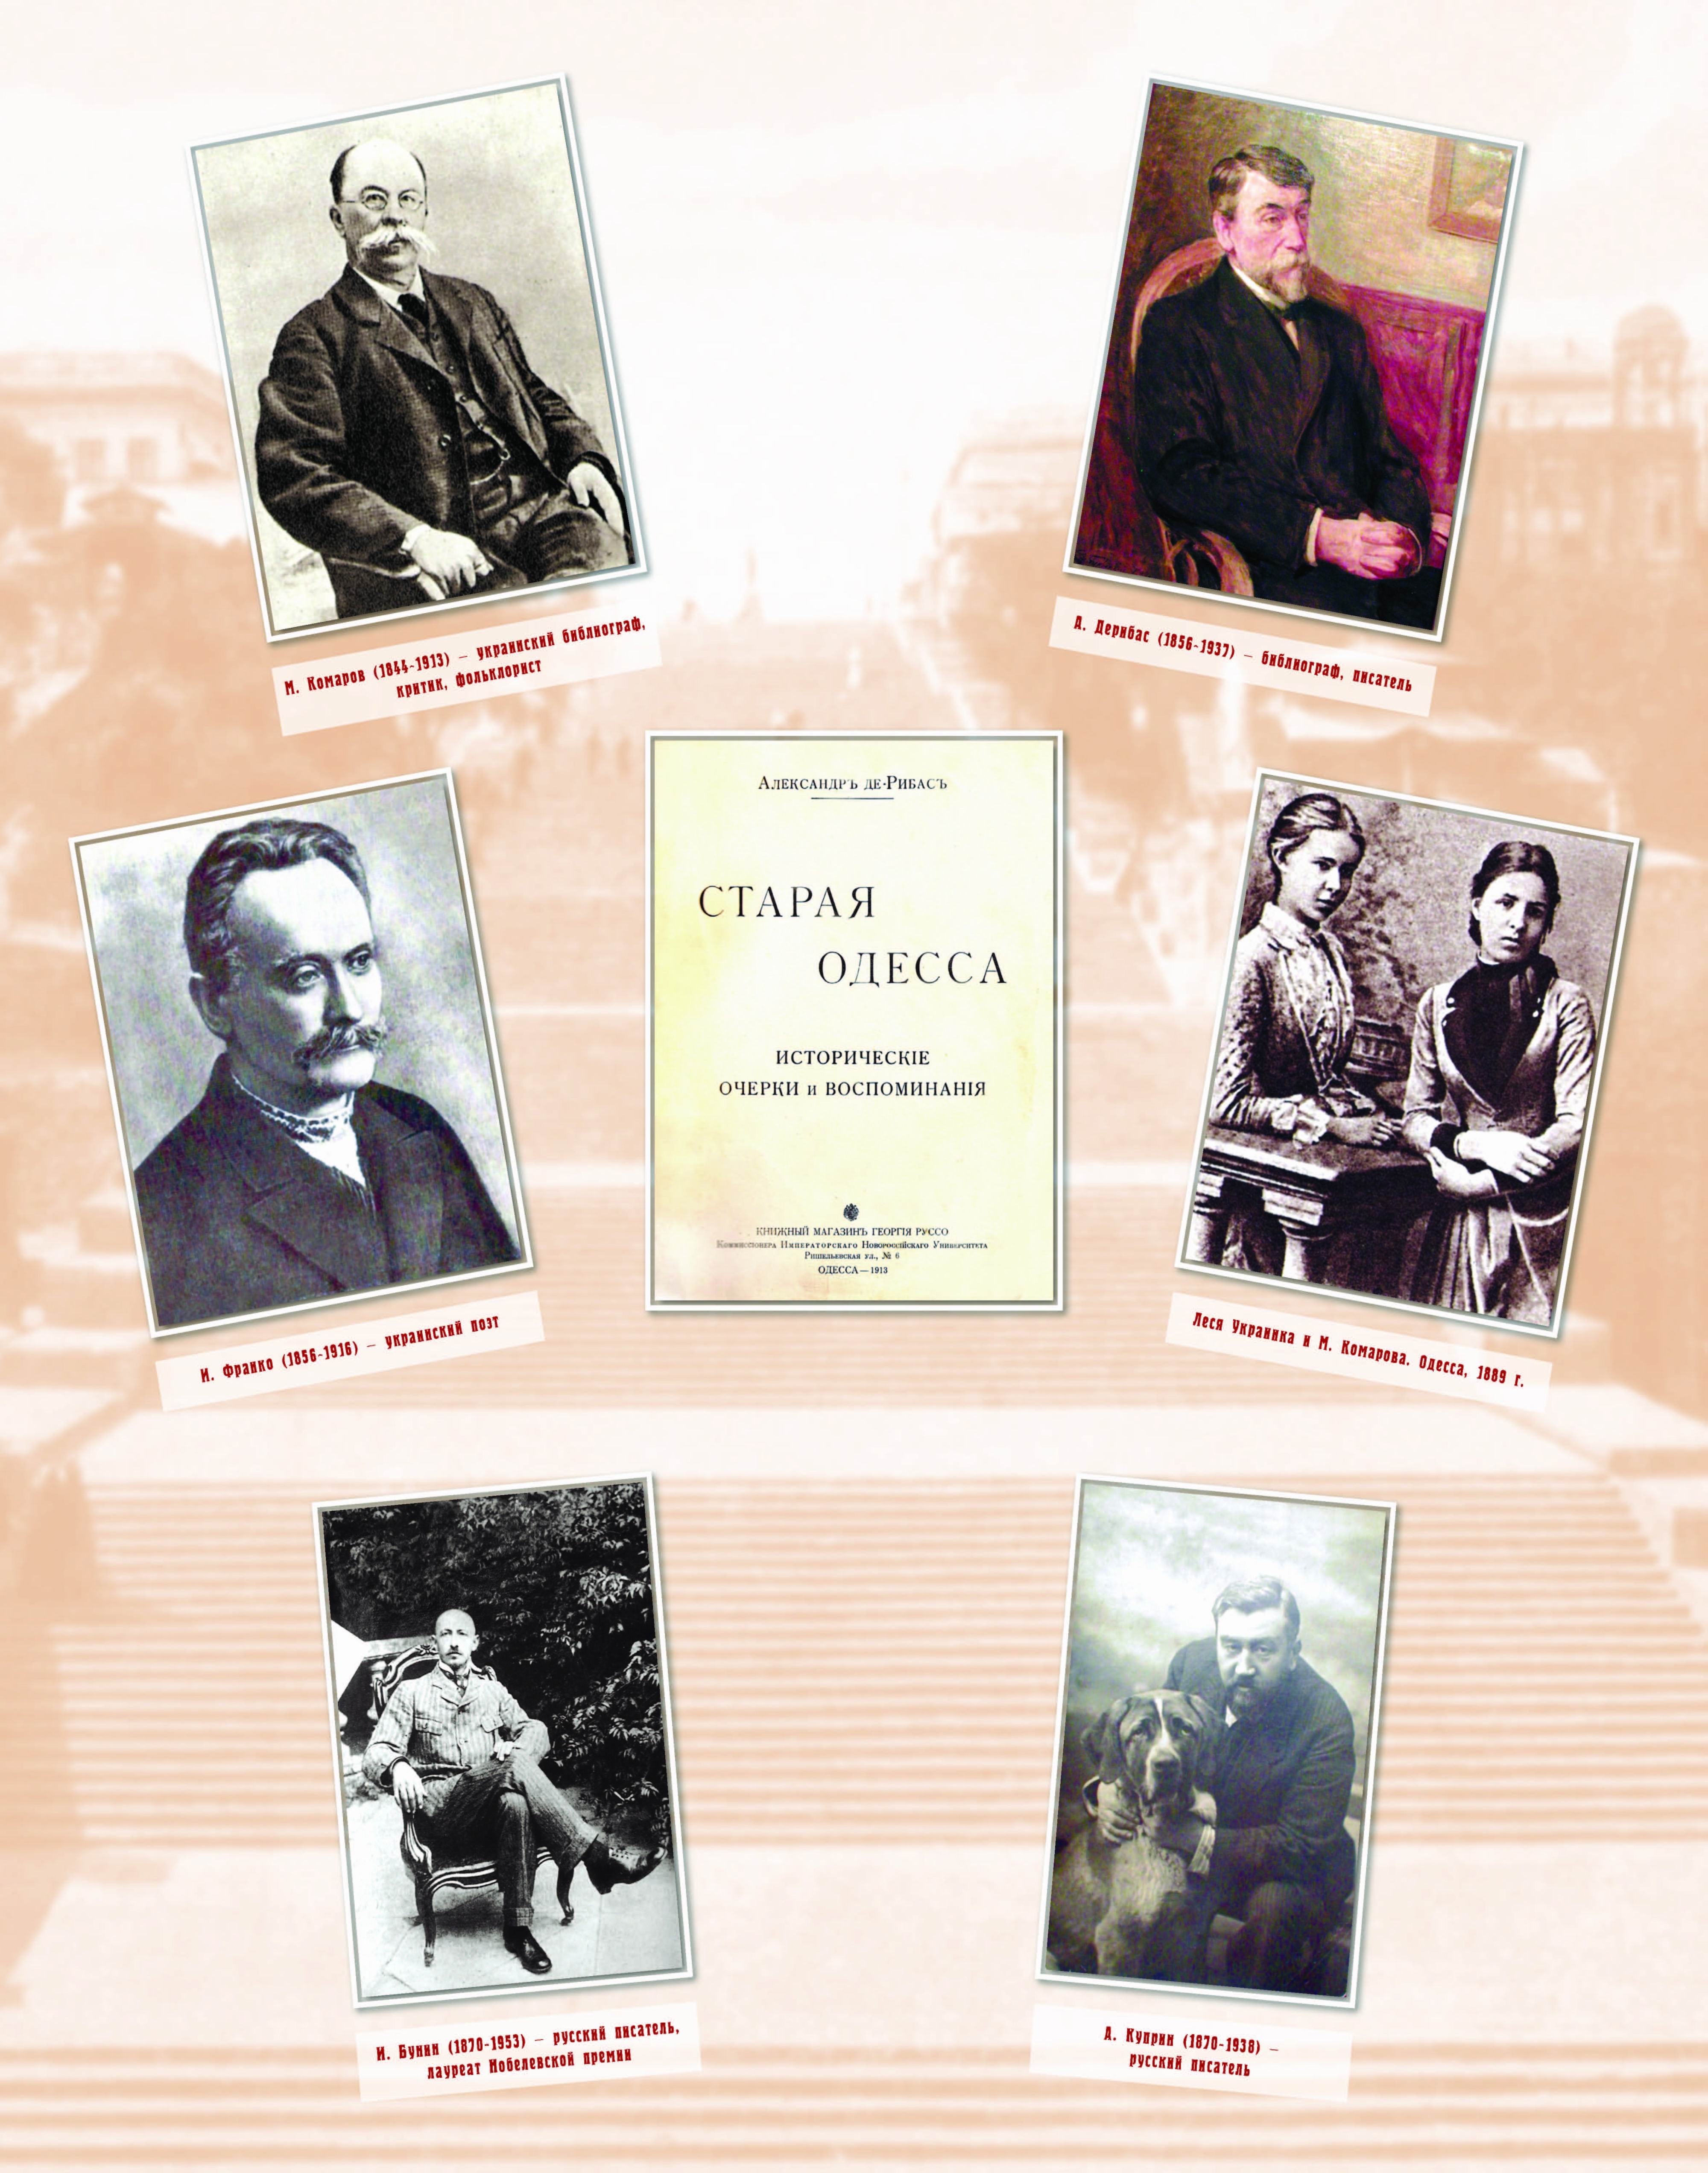 М. Комаров (1844-1913) – украинский библиограф,
критик, фольклорист
А. Дерибас (1856-1937) – библиограф, писатель
Александръ де-Рибасъ
СТАРАЯ
ОДЕССА
ИСТОРИЧЕСКІЕ
ОЧЕРКИ и ВОСПОМИНАНІЯ
КНИЖНЫЙ МАГАЗИНЪ ГЕОРГІЯ РУССО
Коммиссіонера Императорскаго Новороссійскаго Университета
Ришельевская ул., № 6
ОДЕССА — 1913
И. Франко (1856-1916) – украинский поэт
Леся Украинка и М. Комарова. Одесса, 1889 г.
И. Бунин (1870-1953) – русский писатель,
лауреат Нобелевской премии
А. Куприн (1870-1938) –
русский писатель